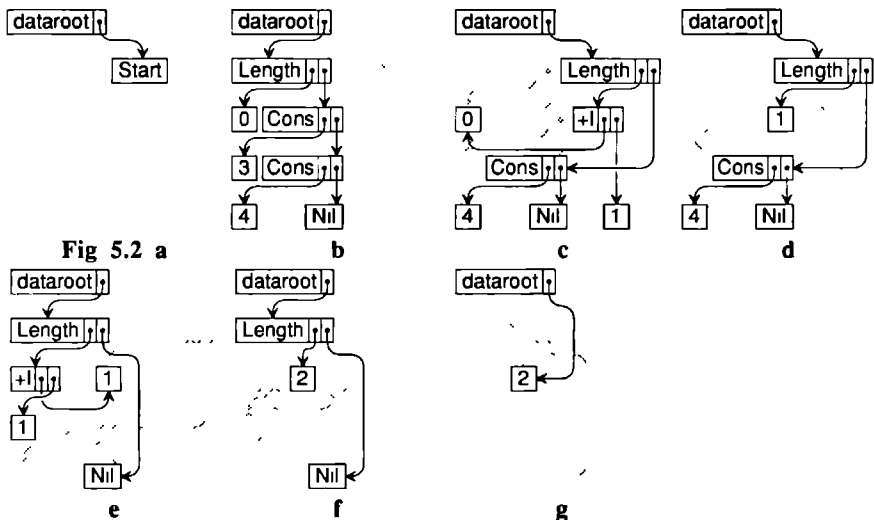 dataroot
Start
dataroot
Length
0 Cons
3 Cons
4 Nil
dataroot
Length
0 +I
Cons
4 Nil 1
dataroot
Length
1
Cons
4 Nil
Fig 5.2 a b c d
dataroot
Length
+I 1
1
Nil
e
dataroot
Length
2
Nil
f
dataroot
2
g